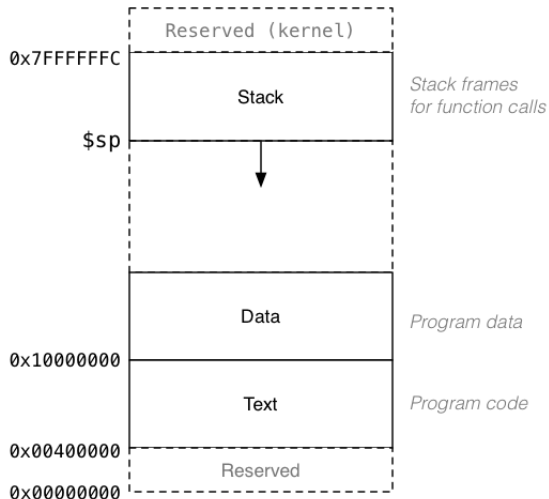 Reserved (kernel)
0x7FFFFFFC
Stack
Stack frames
for function calls
$sp
Data
Program data
0x10000000
Text
Program code
0x00400000
Reserved
0x00000000